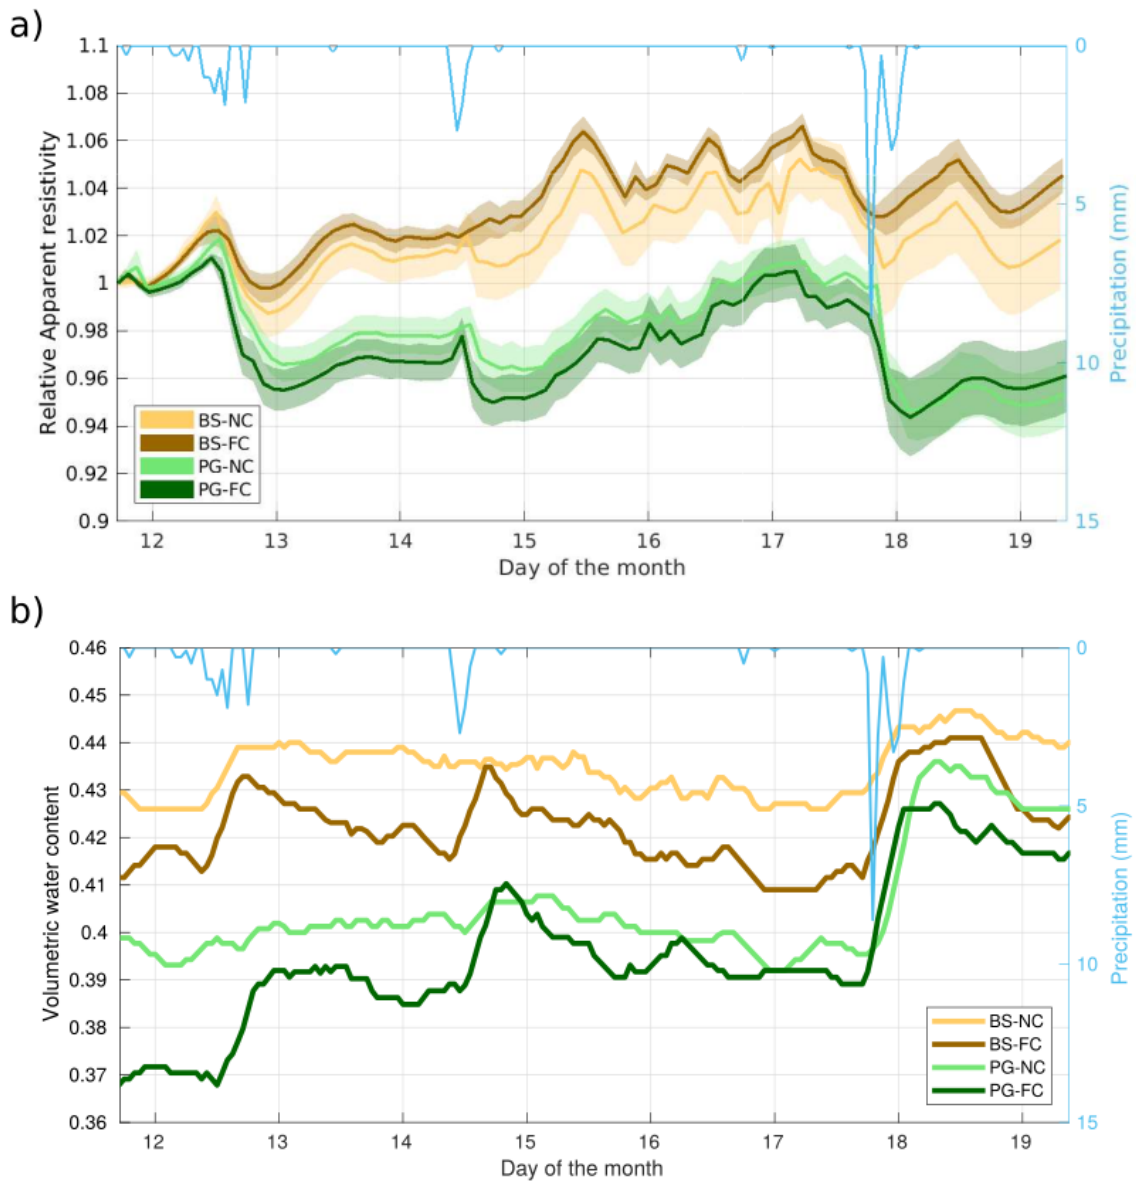 a)
1.1
1.08
1.06
1.04
1.02
1
0.98
0.96
0.94
0.92
0.9
Relative Apparent resistivity
0
5
10
15
Precipitation (mm)
BS-NC
BS-FC
PG-NC
PG-FC
12 13 14 15 16 17 18 19
Day of the month
b)
0.46
0.45
0.44
0.43
0.42
0.41
0.4
0.39
0.38
0.37
0.36
Volumetric water content
0
5
10
15
Precipitation (mm)
BS-NC
BS-FC
PG-NC
PG-FC
12 13 14 15 16 17 18 19
Day of the month